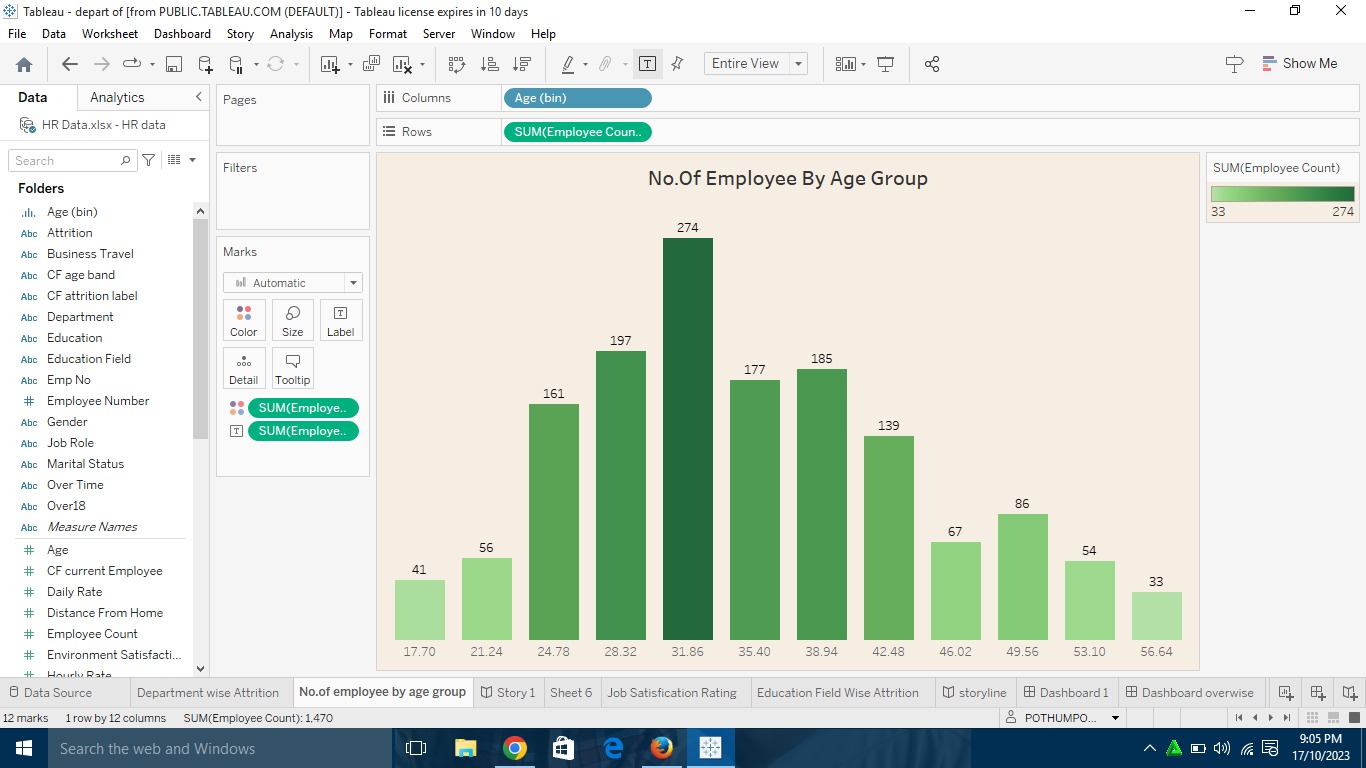 Tableau - depart of [from PUBLIC.TABLEAU.COM (DEFAULT)] - Tableau license expires in 10 days
File Data Worksheet Dashboard Story Analysis Map Format Server Window Help
Entire View
Show Me
Data Analytics
HR Data.xlsx - HR data
Search
Folders
Age (bin)
Abc Attrition
Abc Business Travel
Abc CF age band
Abc CF attrition label
Abc Department
Abc Education
Abc Education Field
Abc Emp No
# Employee Number
Abc Gender
Abc Job Role
Abc Marital Status
Abc Over Time
Abc Over18
Abc Measure Names
# Age
# CF current Employee
# Daily Rate
# Distance From Home
# Employee Count
# Environment Satisfacti...
# Hourly Rate
Pages
Filters
Marks
Automatic
Color Size Label
Detail Tooltip
SUM(Employe..
SUM(Employe..
Columns Age (bin)
Rows SUM(Employee Coun..
No.Of Employee By Age Group
41 56 161 197 274 177 185 139 67 86 54 33
17.70 21.24 24.78 28.32 31.86 35.40 38.94 42.48 46.02 49.56 53.10 56.64
SUM(Employee Count)
33 274
Data Source Department wise Attrition No.of employee by age group Story 1 Sheet 6 Job Satisfication Rating Education Field Wise Attrition storyline Dashboard 1 Dashboard overwise
12 marks 1 row by 12 columns SUM(Employee Count): 1,470 POTHUMPO...
Search the web and Windows
9:05 PM
17/10/2023